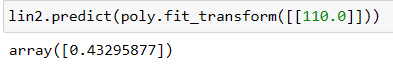 lin2.predict(poly.fit_transform([[110.0]]))
array([0.43295877])